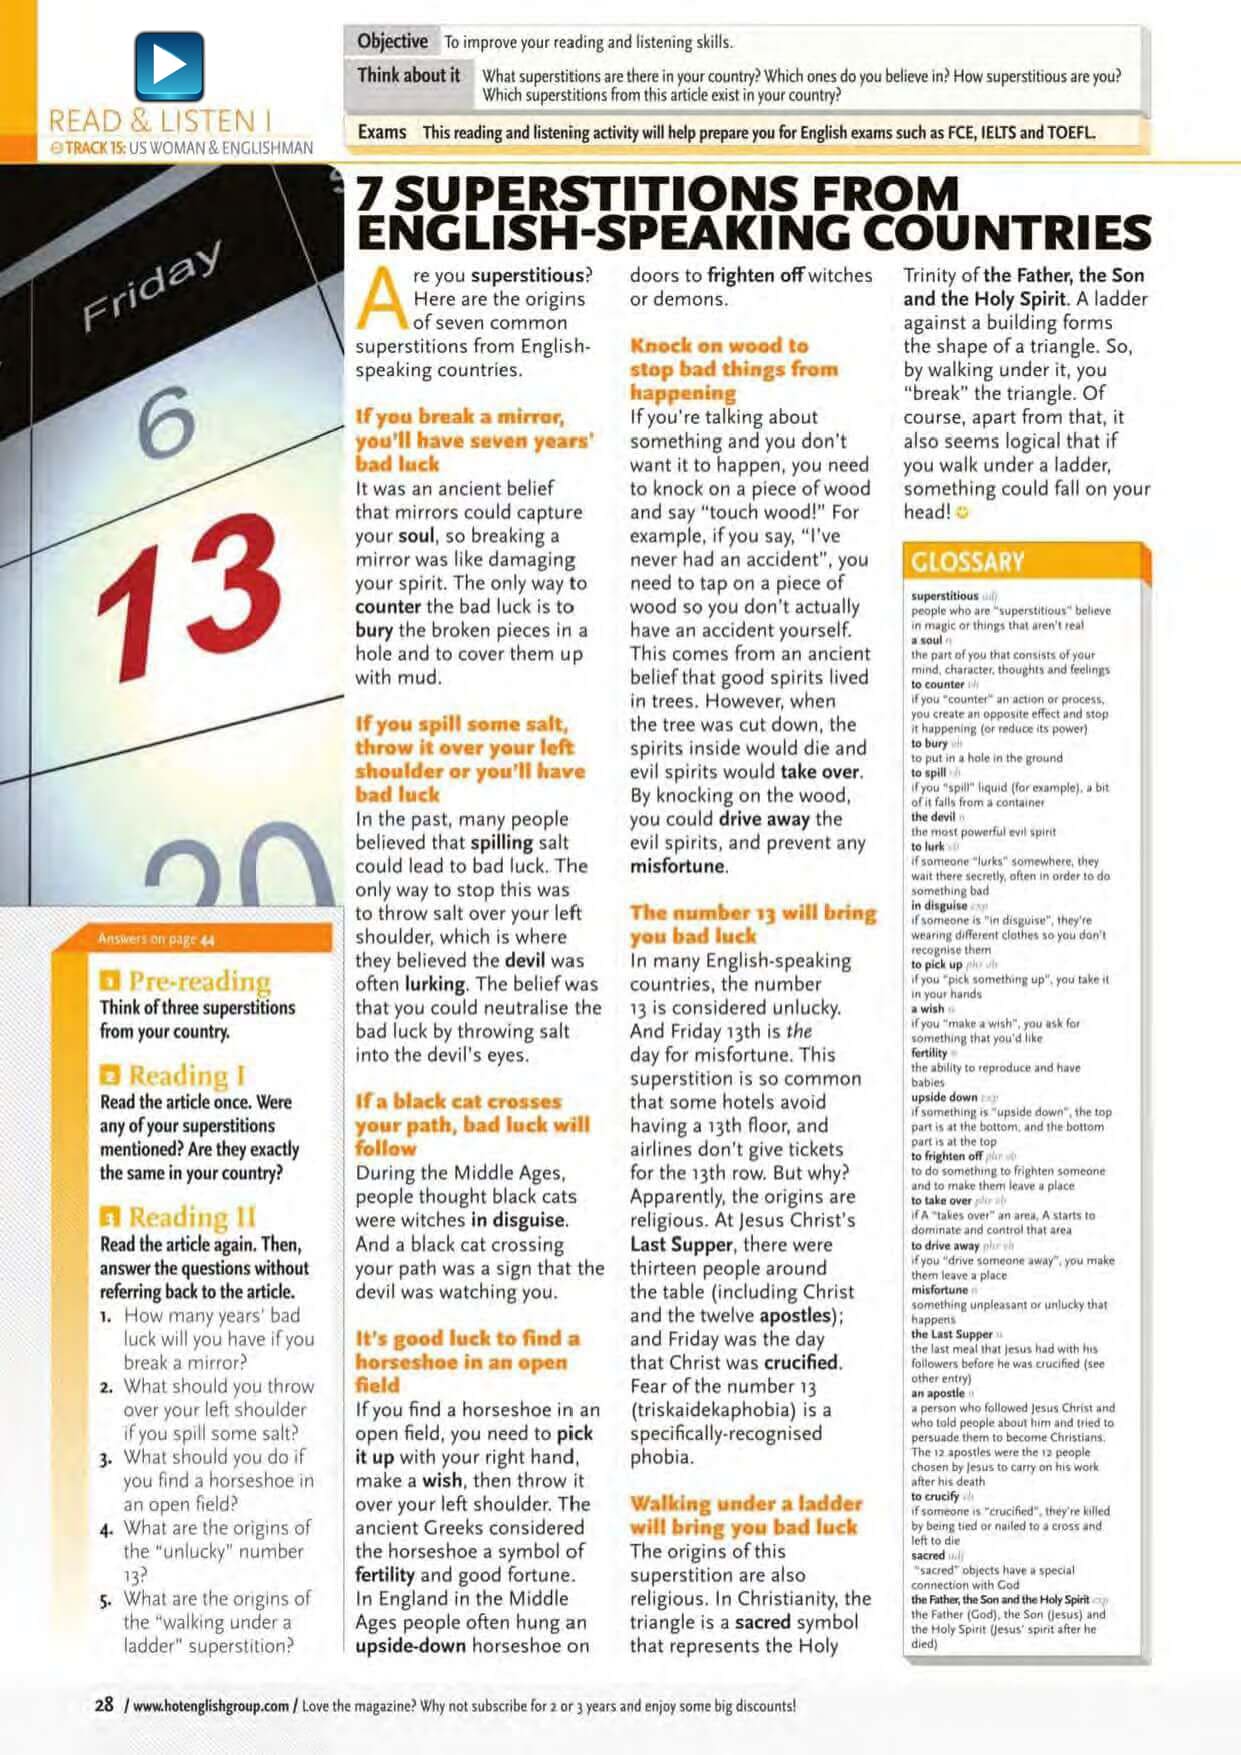 Objective To improve your reading and listening skills.
Think about it What superstitions are there in your country? Which ones do you believe in? How superstitious are you?
Which superstitions from this article exist in your country?
Exams This reading and listening activity will help prepare you for English exams such as FCE, IELTS and TOEFL.
READ & LISTEN I
TRACK 15: US WOMAN & ENGLISHMAN
Friday
6
13
20
7 SUPERSTITIONS FROM
ENGLISH-SPEAKING COUNTRIES
Are you superstitious?
Here are the origins
of seven common
superstitions from English-
speaking countries.
If you break a mirror,
you'll have seven years'
bad luck
It was an ancient belief
that mirrors could capture
your soul, so breaking a
mirror was like damaging
your spirit. The only way to
counter the bad luck is to
bury the broken pieces in a
hole and to cover them up
with mud.
If you spill some salt,
throw it over your left
shoulder or you'll have
bad luck
In the past, many people
believed that spilling salt
could lead to bad luck. The
only way to stop this was
to throw salt over your left
shoulder, which is where
they believed the devil was
often lurking. The belief was
that you could neutralise the
bad luck by throwing salt
into the devil's eyes.
If a black cat crosses
your path, bad luck will
follow
During the Middle Ages,
people thought black cats
were witches in disguise.
And a black cat crossing
your path was a sign that the
devil was watching you.
It's good luck to find a
horseshoe in an open
field
If you find a horseshoe in an
open field, you need to pick
it up with your right hand,
make a wish, then throw it
over your left shoulder. The
ancient Greeks considered
the horseshoe a symbol of
fertility and good fortune.
In England in the Middle
Ages people often hung an
upside-down horseshoe on
doors to frighten off witches
or demons.
Knock on wood to
stop bad things from
happening
If you're talking about
something and you don't
want it to happen, you need
to knock on a piece of wood
and say "touch wood!" For
example, if you say, "I've
never had an accident", you
need to tap on a piece of
wood so you don't actually
have an accident yourself.
This comes from an ancient
belief that good spirits lived
in trees. However, when
the tree was cut down, the
spirits inside would die and
evil spirits would take over.
By knocking on the wood,
you could drive away the
evil spirits, and prevent any
misfortune.
The number 13 will bring
you bad luck
In many English-speaking
countries, the number
13 is considered unlucky.
And Friday 13th is the
day for misfortune. This
superstition is so common
that some hotels avoid
having a 13th floor, and
airlines don't give tickets
for the 13th row. But why?
Apparently, the origins are
religious. At Jesus Christ's
Last Supper, there were
thirteen people around
the table (including Christ
and the twelve apostles);
and Friday was the day
that Christ was crucified.
Fear of the number 13
(triskaidekaphobia) is a
specifically-recognised
phobia.
Walking under a ladder
will bring you bad luck
The origins of this
superstition are also
religious. In Christianity, the
triangle is a sacred symbol
that represents the Holy
Trinity of the Father, the Son
and the Holy Spirit. A ladder
against a building forms
the shape of a triangle. So,
by walking under it, you
"break" the triangle. Of
course, apart from that, it
also seems logical that if
you walk under a ladder,
something could fall on your
head!
GLOSSARY
superstitious adj
people who are "superstitious" believe
in magic or things that aren't real
a soul n
the part of you that consists of your
mind, character, thoughts and feelings
to counter vb
if you "counter" an action or process,
you create an opposite effect and stop
it happening (or reduce its power)
to bury vb
to put in a hole in the ground
to spill vb
if you "spill" liquid (for example), a bit
of it falls from a container
the devil n
the most powerful evil spirit
to lurk vb
if someone "lurks" somewhere, they
wait there secretly, often in order to do
something bad
in disguise exp
if someone is "in disguise", they're
wearing different clothes so you don't
recognise them
to pick up phr vb
if you "pick something up", you take it
in your hands
a wish n
if you "make a wish", you ask for
something that you'd like
fertility n
the ability to reproduce and have
babies
upside down exp
if something is "upside down", the top
part is at the bottom, and the bottom
part is at the top
to frighten off phr vb
to do something to frighten someone
and to make them leave a place
to take over phr vb
if A "takes over" an area, A starts to
dominate and control that area
to drive away phr vb
if you "drive someone away", you make
them leave a place
misfortune n
something unpleasant or unlucky that
happens
the Last Supper n
the last meal that Jesus had with his
followers before he was crucified (see
other entry)
an apostle n
a person who followed Jesus Christ and
who told people about him and tried to
persuade them to become Christians.
The 12 apostles were the 12 people
chosen by Jesus to carry on his work
after his death
to crucify vb
if someone is "crucified", they're killed
by being tied or nailed to a cross and
left to die
sacred adj
"sacred" objects have a special
connection with God
the Father, the Son and the Holy Spirit exp
the Father (God), the Son (Jesus) and
the Holy Spirit (Jesus' spirit after he
died)
Answers on page 44
1 Pre-reading
Think of three superstitions
from your country.
2 Reading I
Read the article once. Were
any of your superstitions
mentioned? Are they exactly
the same in your country?
3 Reading II
Read the article again. Then,
answer the questions without
referring back to the article.
1. How many years' bad
luck will you have if you
break a mirror?
2. What should you throw
over your left shoulder
if you spill some salt?
3. What should you do if
you find a horseshoe in
an open field?
4. What are the origins of
the "unlucky" number
13?
5. What are the origins of
the "walking under a
ladder" superstition?
28 / www.hotenglishgroup.com / Love the magazine? Why not subscribe for 2 or 3 years and enjoy some big discounts!